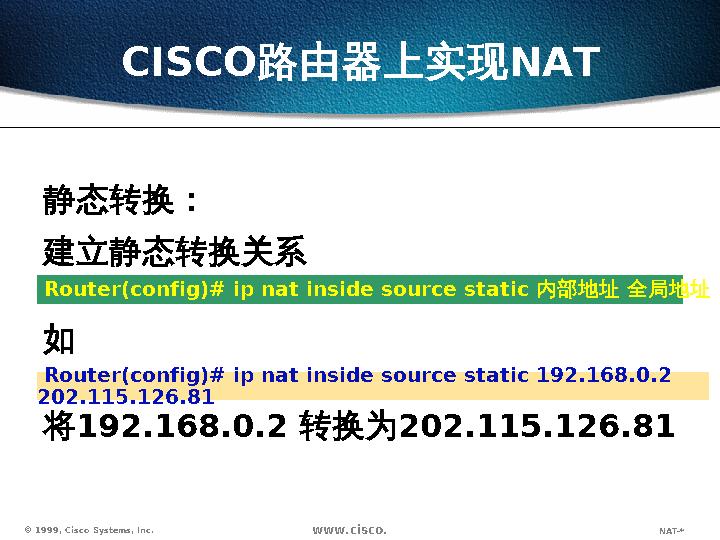 CISCO路由器上实现NAT
静态转换：
建立静态转换关系
Router(config)# ip nat inside source static 内部地址 全局地址
如
Router(config)# ip nat inside source static 192.168.0.2
202.115.126.81
将192.168.0.2 转换为202.115.126.81
© 1999, Cisco Systems, Inc.
www.cisco.
NAT-*